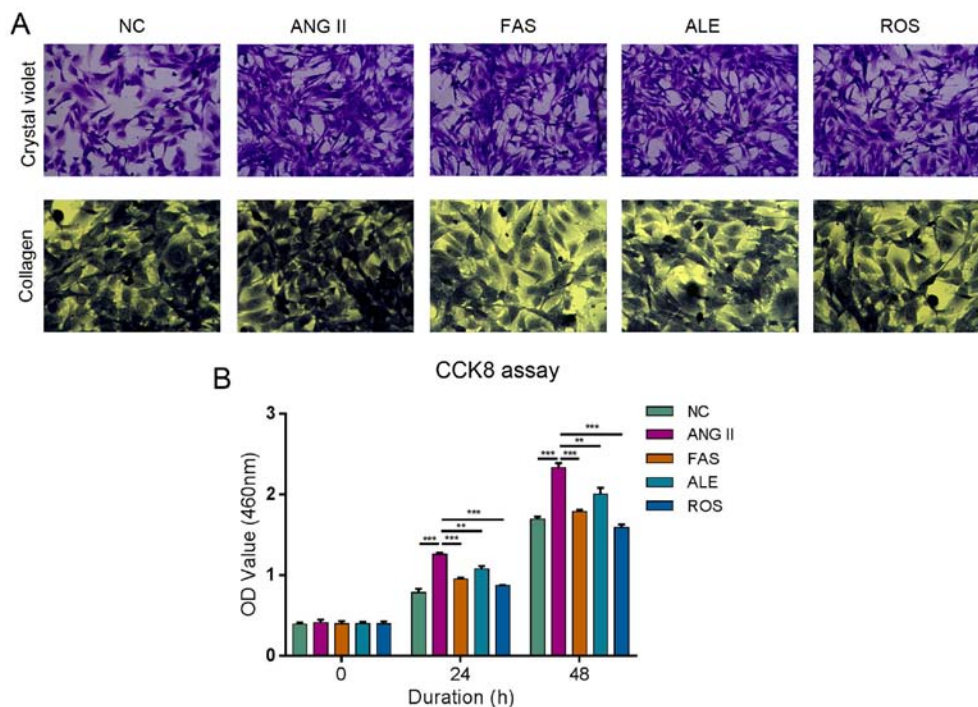 A
NC ANG II FAS ALE ROS
Crystal violet
Collagen
B
CCK8 assay
OD Value (460nm)
3
2
1
0
*** *** ** ***
*** *** ** ***
0 24 48
Duration (h)
NC
ANG II
FAS
ALE
ROS